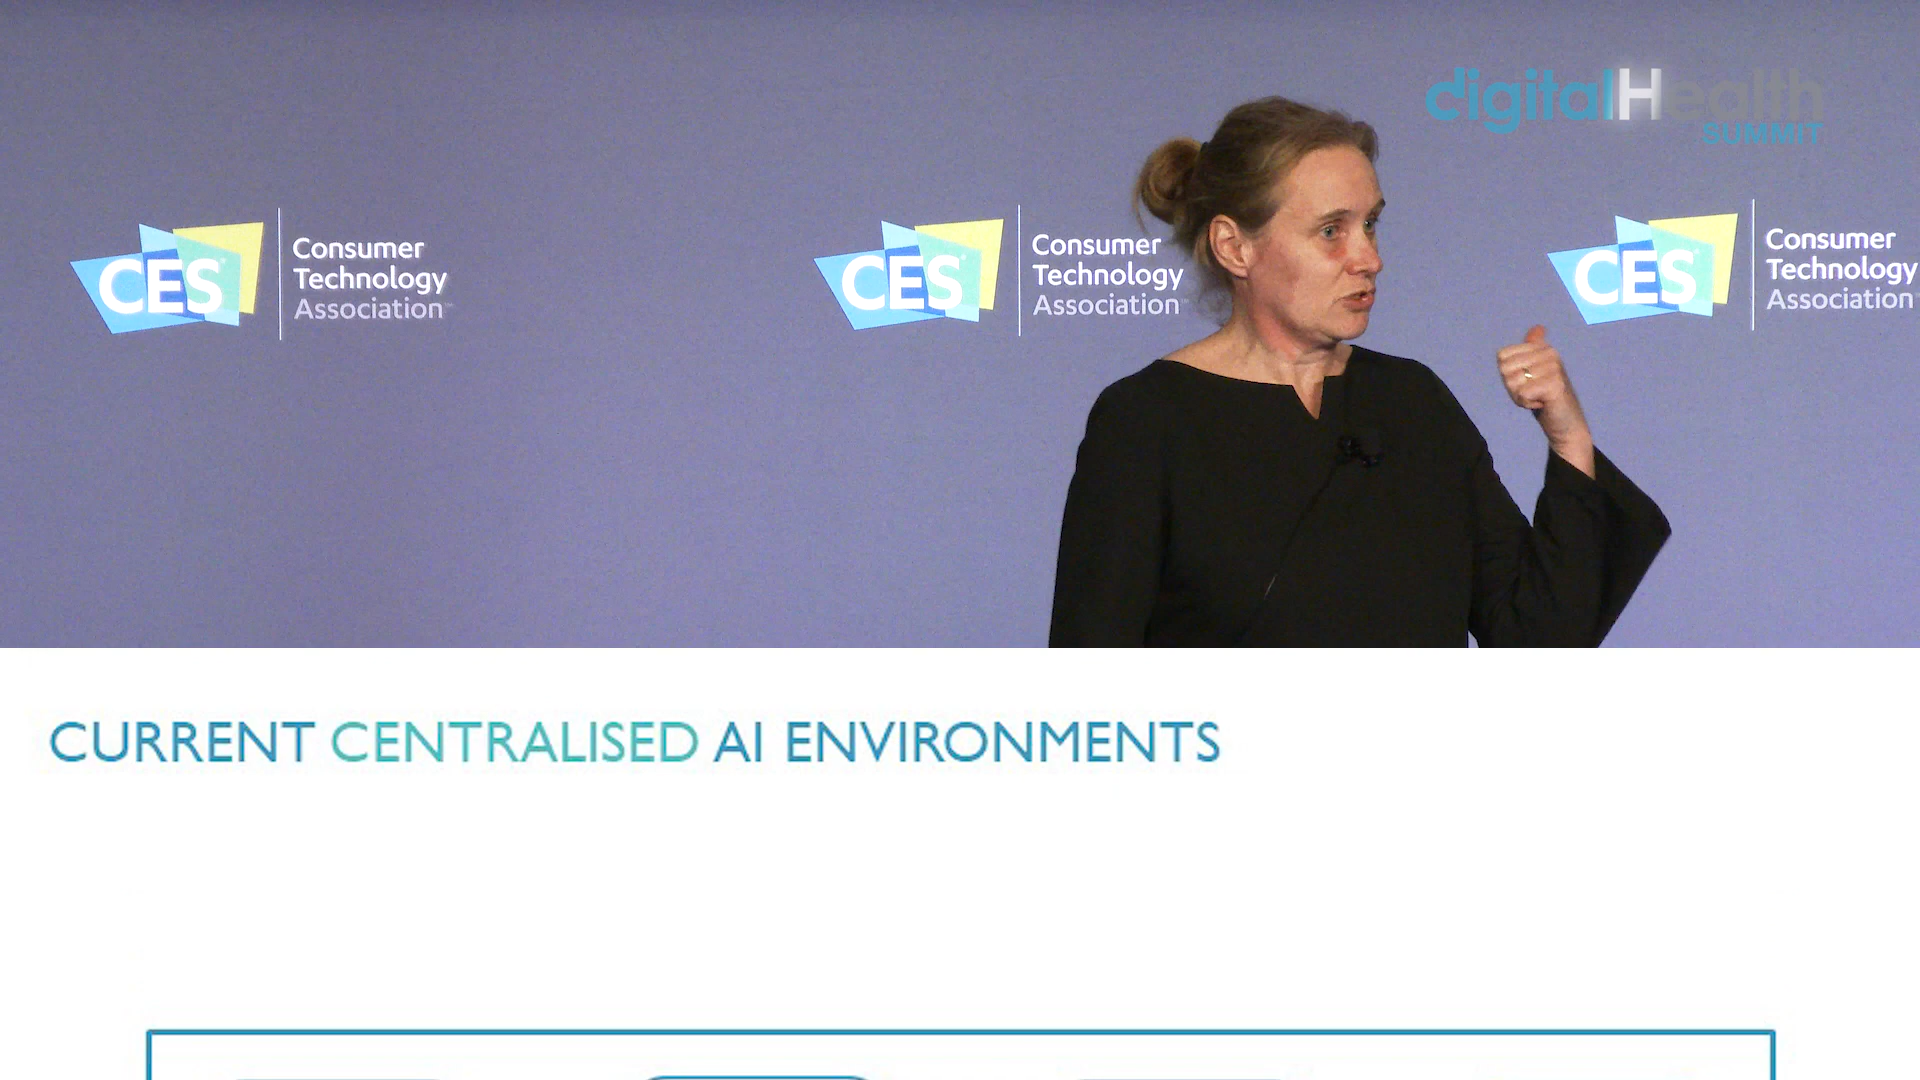 digitalHealth
SUMMIT
CES
Consumer
Technology
Association
CES
Consumer
Technology
Association
CES
Consumer
Technology
Association
CURRENT CENTRALISED AI ENVIRONMENTS